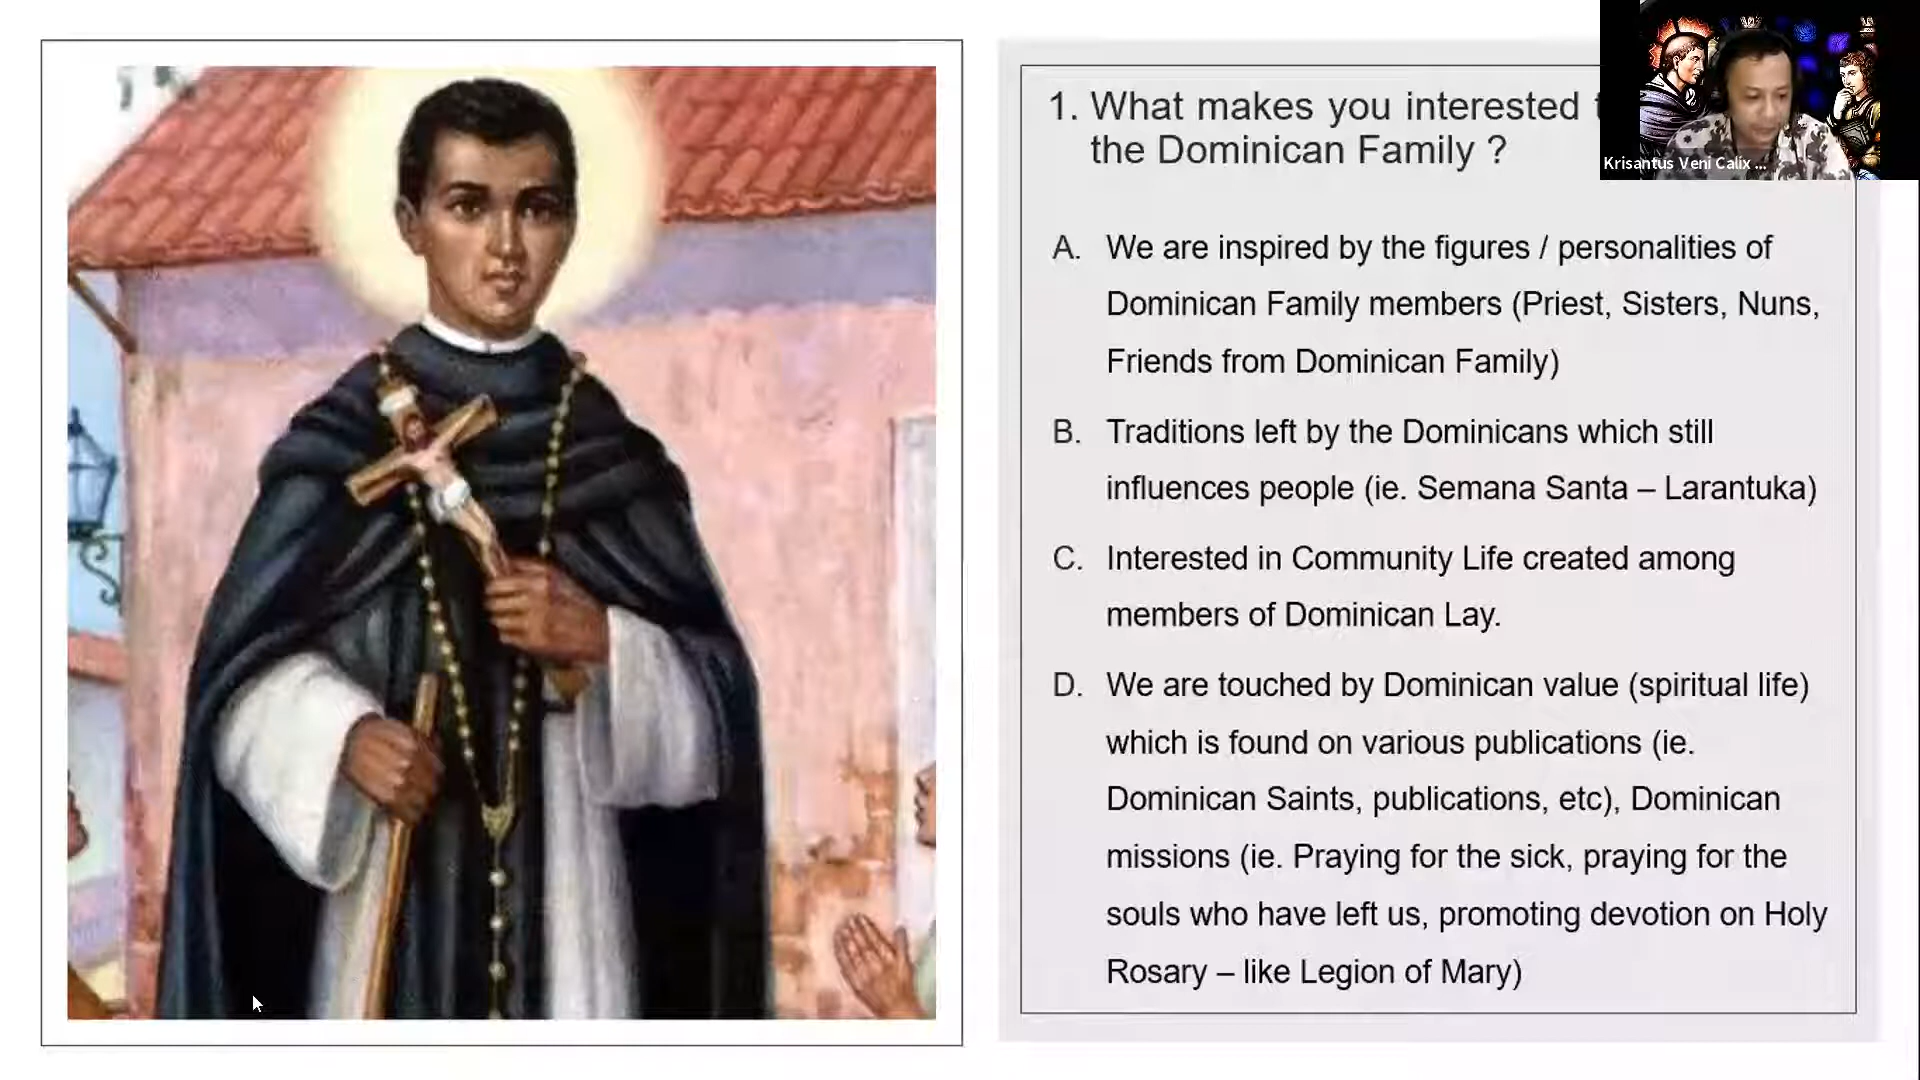 1. What makes you interested
the Dominican Family ?
A. We are inspired by the figures / personalities of
Dominican Family members (Priest, Sisters, Nuns,
Friends from Dominican Family)
B. Traditions left by the Dominicans which still
influences people (ie. Semana Santa – Larantuka)
C. Interested in Community Life created among
members of Dominican Lay.
D. We are touched by Dominican value (spiritual life)
which is found on various publications (ie.
Dominican Saints, publications, etc), Dominican
missions (ie. Praying for the sick, praying for the
souls who have left us, promoting devotion on Holy
Rosary – like Legion of Mary)
Krisantus Veni Calix ...